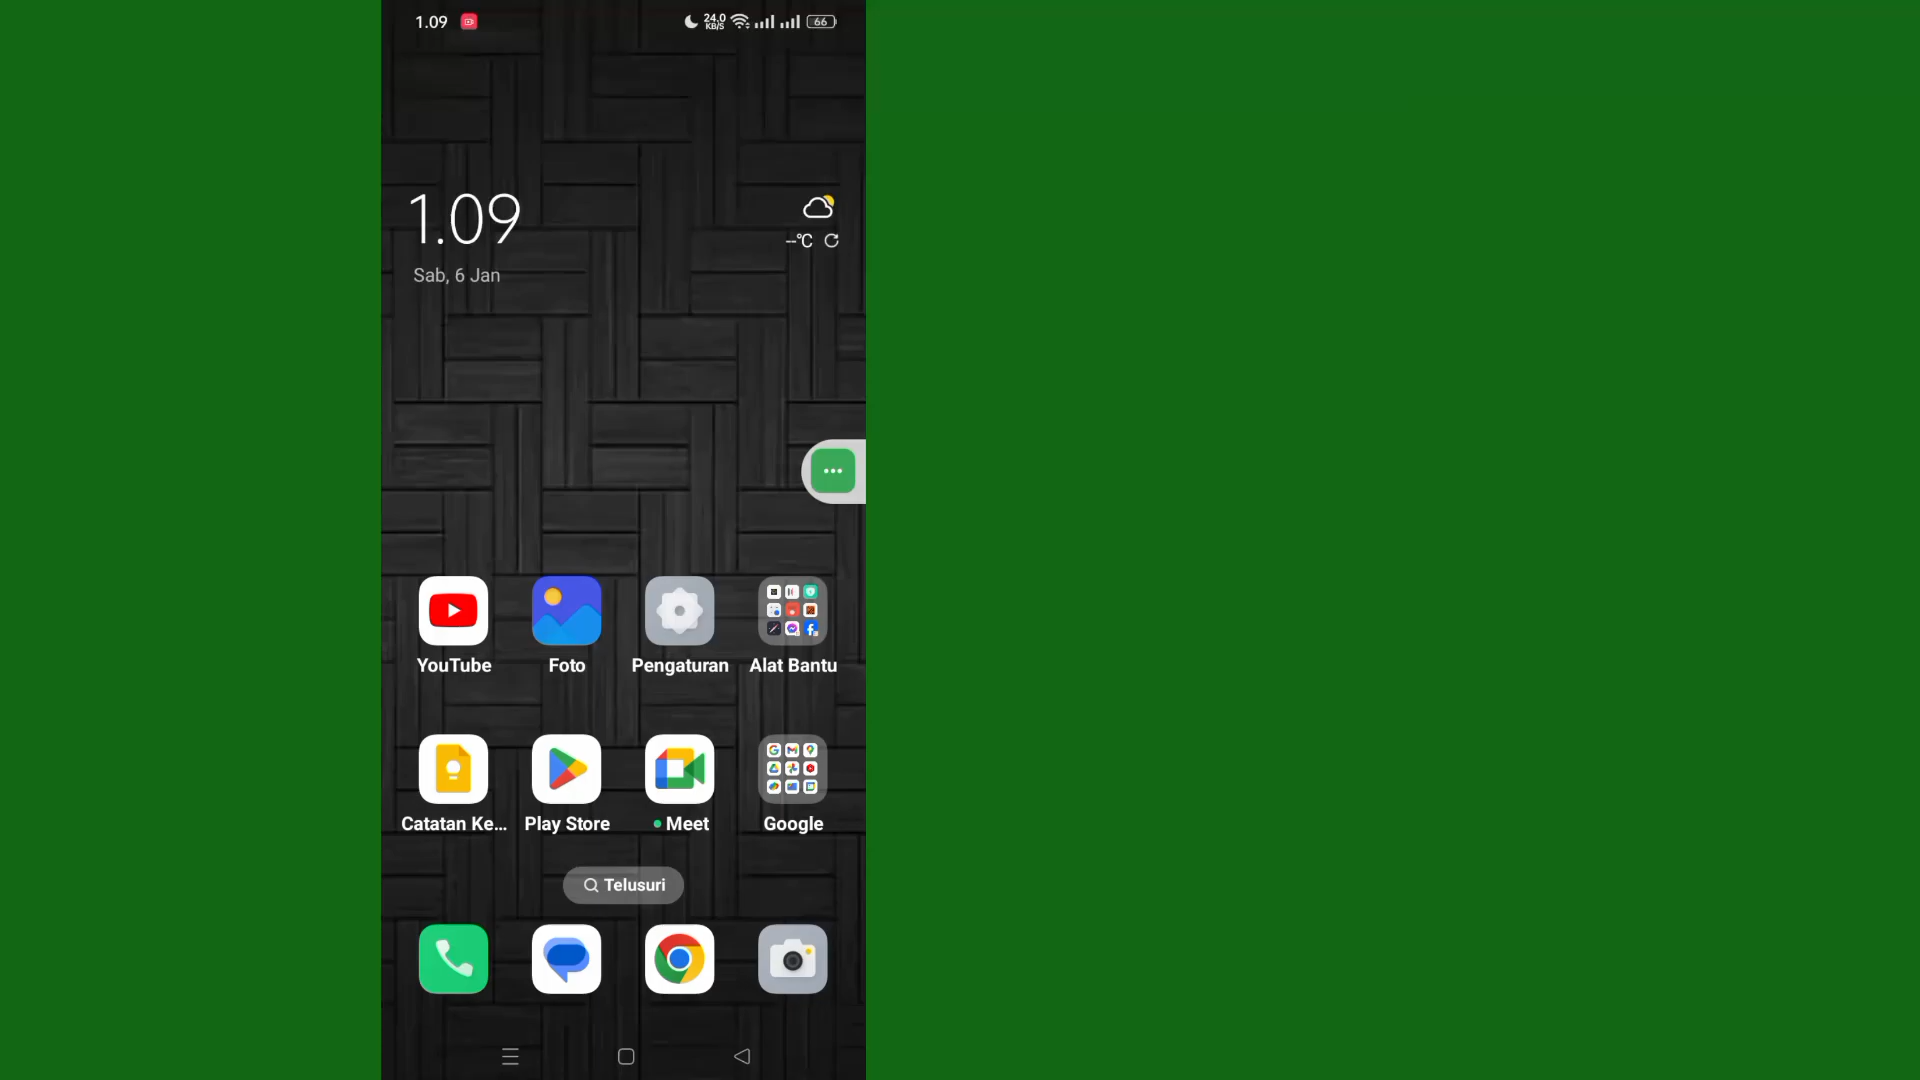 1.09
24.0
KB/S
66
1.09
--°C
Sab, 6 Jan
YouTube
Foto
Pengaturan
Alat Bantu
Catatan Ke...
Play Store
Meet
Google
Telusuri